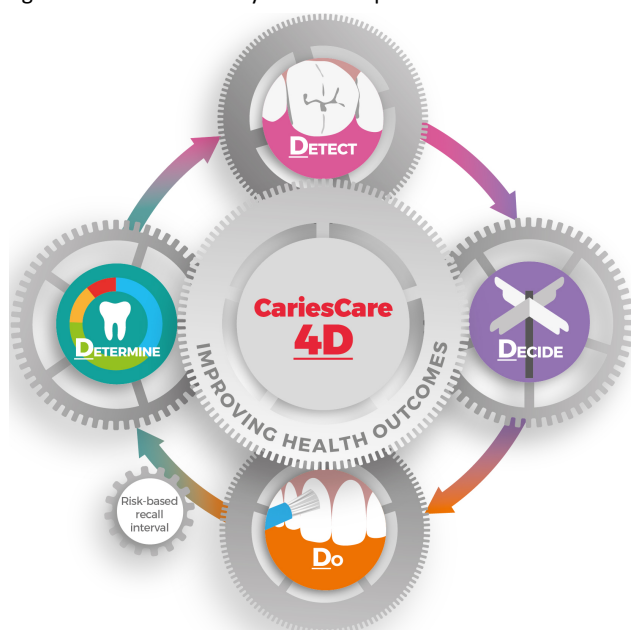 DETECT
CariesCare
4D
DETERMINE
DECIDE
IMPROVING HEALTH OUTCOMES
Risk-based
recall
interval
Do